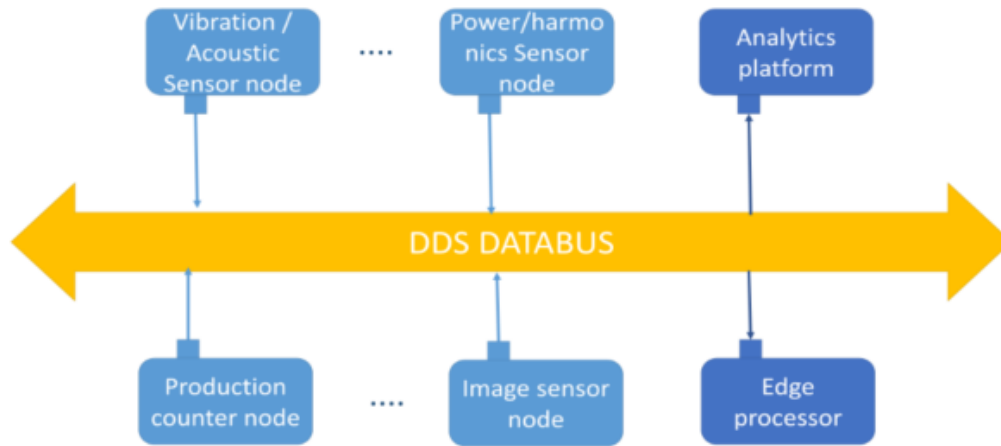 Vibration /
Acoustic
Sensor node
....
Power/harmo
nics Sensor
node
Analytics
platform
DDS DATABUS
Production
counter node
....
Image sensor
node
Edge
processor